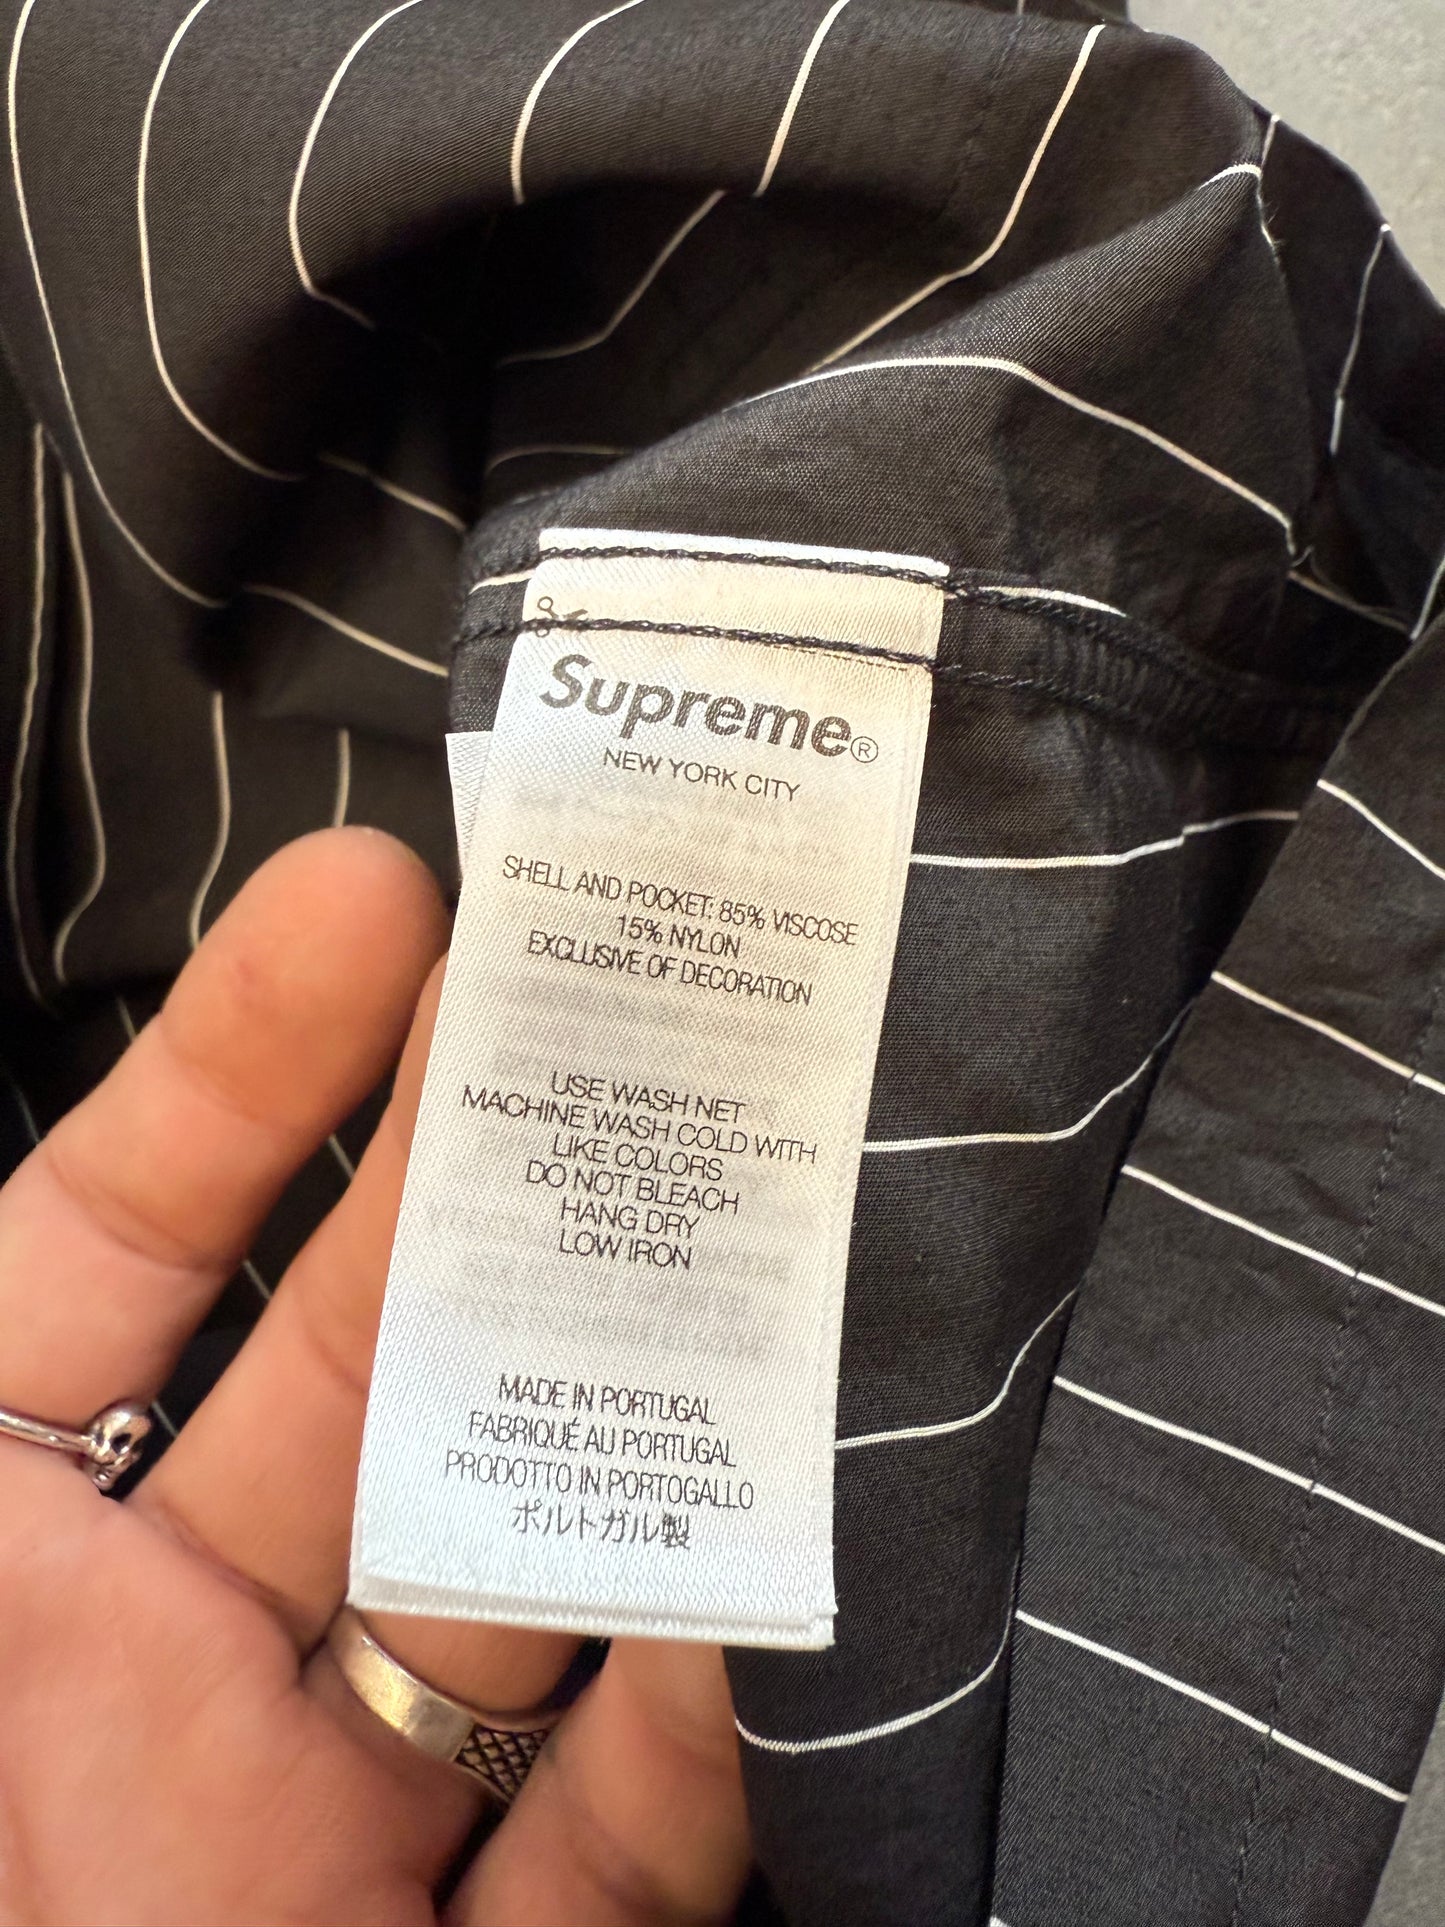 Supreme®
NEW YORK CITY
SHELL AND POCKET: 85% VISCOSE
15% NYLON
EXCLUSIVE OF DECORATION
USE WASH NET
MACHINE WASH COLD WITH
LIKE COLORS
DO NOT BLEACH
HANG DRY
LOW IRON
MADE IN PORTUGAL
FABRIQUÉ AU PORTUGAL
PRODOTTO IN PORTOGALLO
ポルトガル製